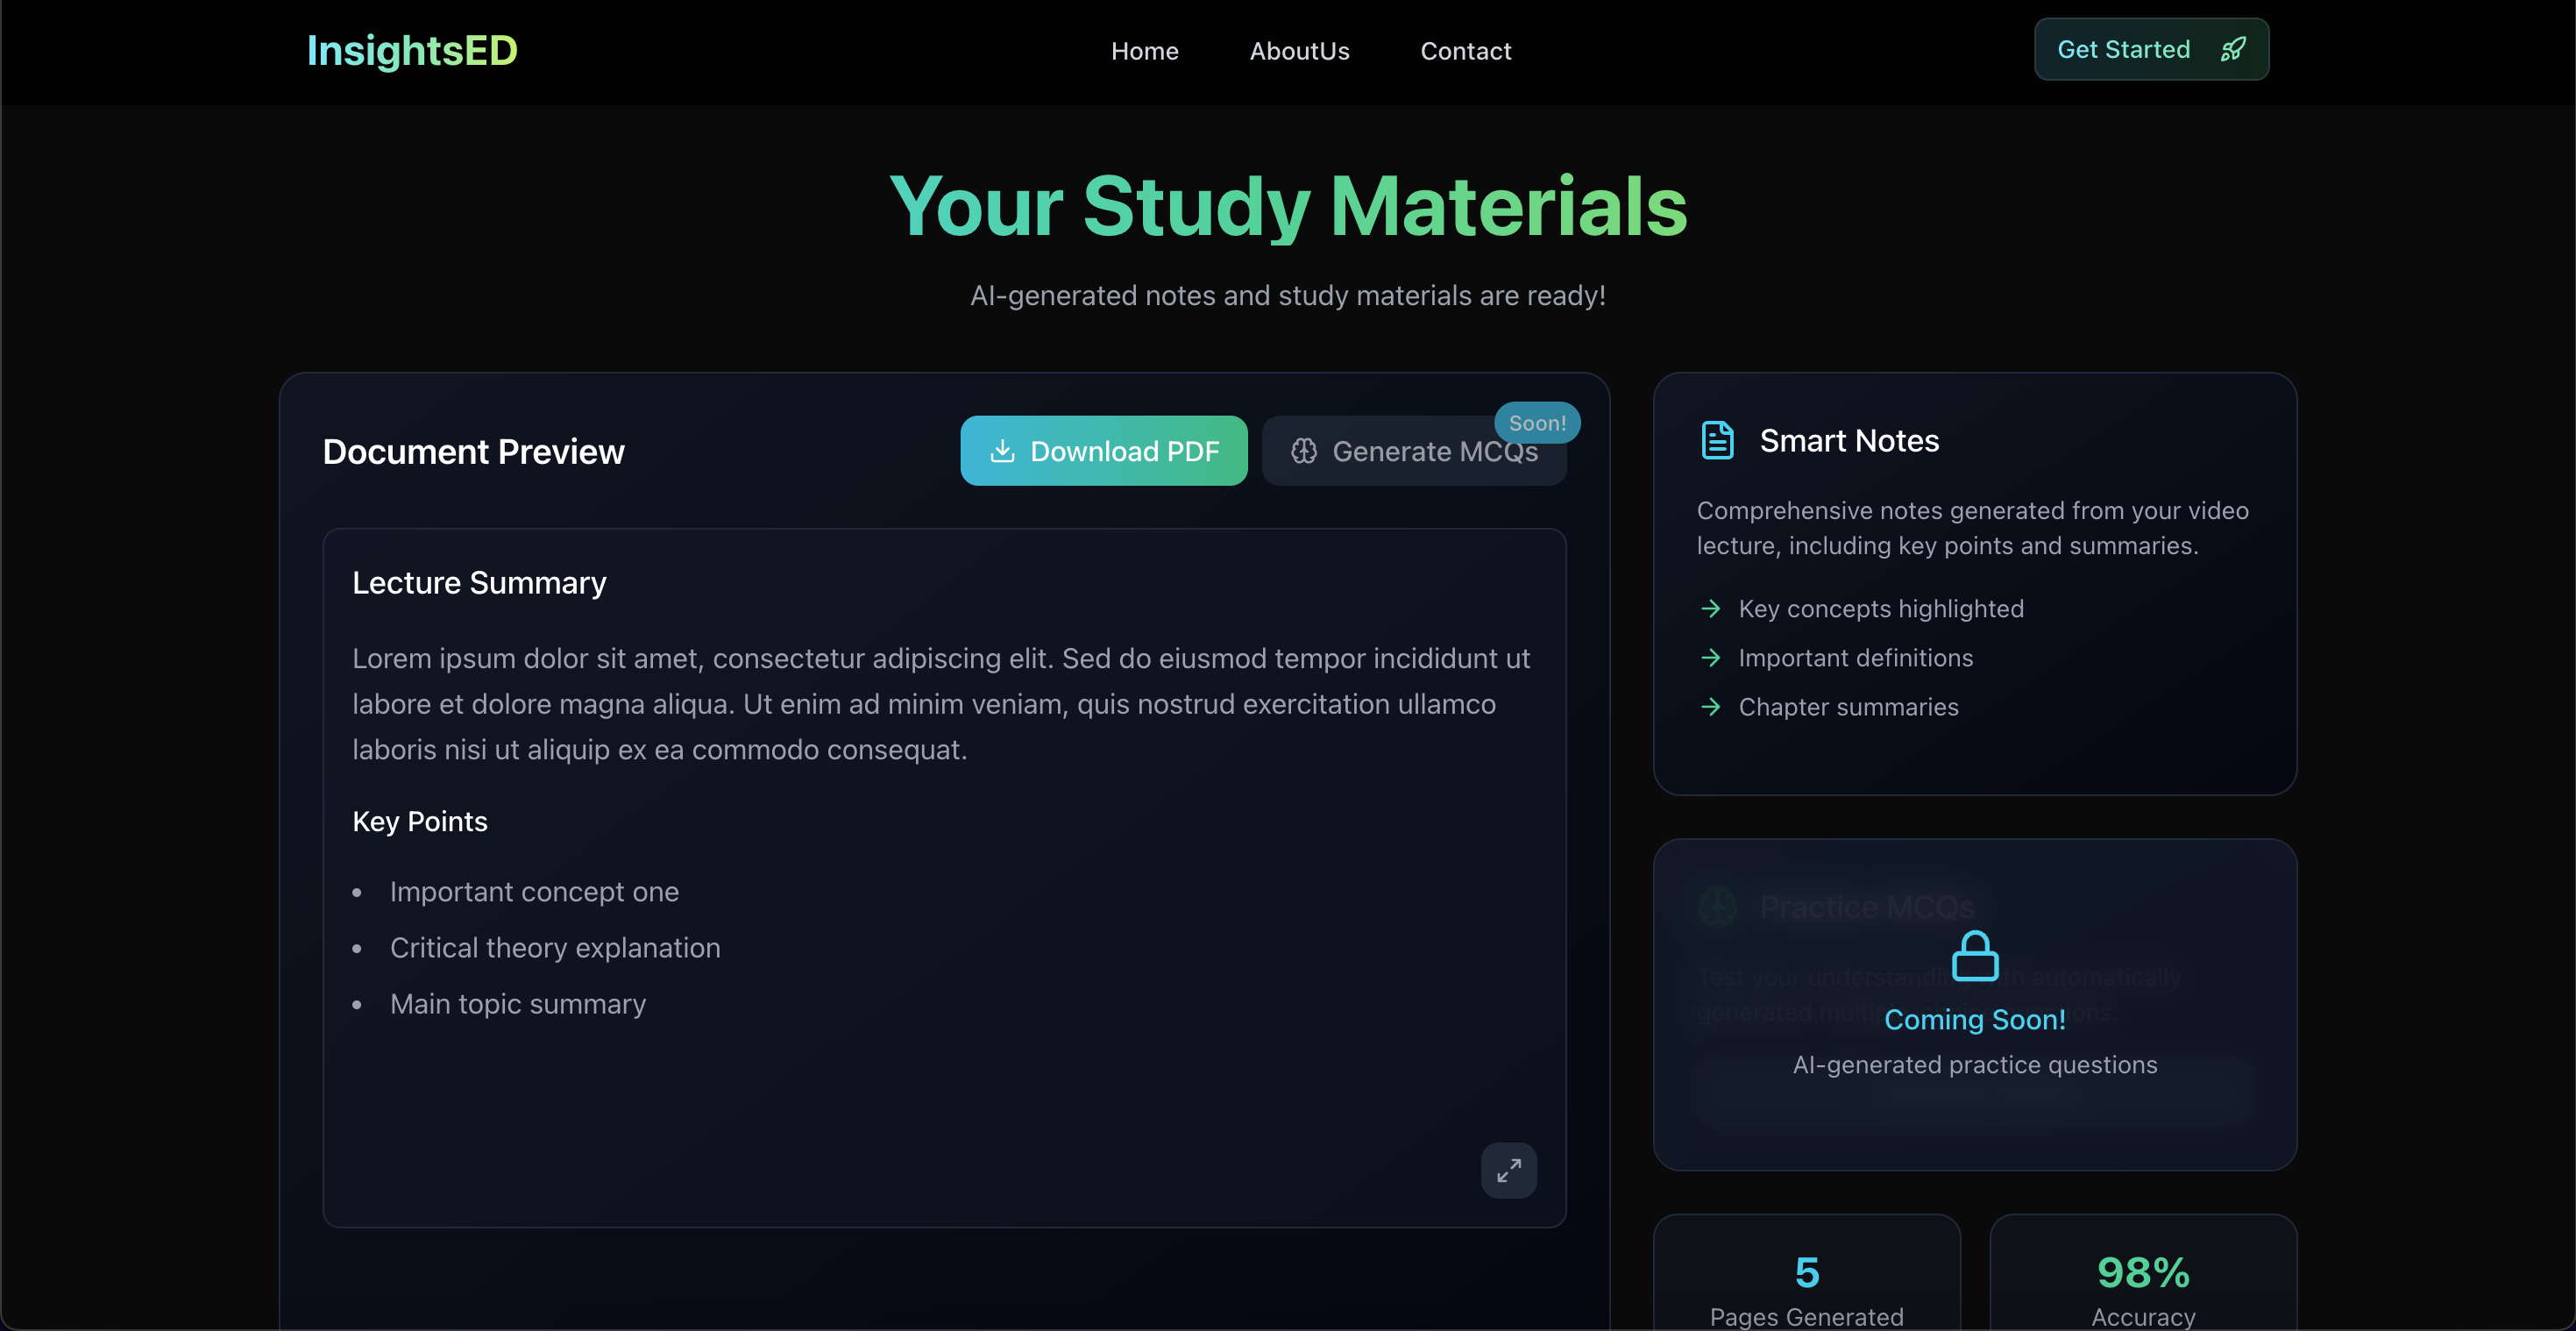 InsightsED
Home
AboutUs
Contact
Get Started
Your Study Materials
AI-generated notes and study materials are ready!
Document Preview
Download PDF
Generate MCQs
Soon!
Lecture Summary
Lorem ipsum dolor sit amet, consectetur adipiscing elit. Sed do eiusmod tempor incididunt ut
labore et dolore magna aliqua. Ut enim ad minim veniam, quis nostrud exercitation ullamco
laboris nisi ut aliquip ex ea commodo consequat.
Key Points
• Important concept one
• Critical theory explanation
• Main topic summary
Smart Notes
Comprehensive notes generated from your video
lecture, including key points and summaries.
Key concepts highlighted
Important definitions
Chapter summaries
Practice MCQs
Test your understanding automatically
generated
Coming Soon!
AI-generated practice questions
5
Pages Generated
98%
Accuracy